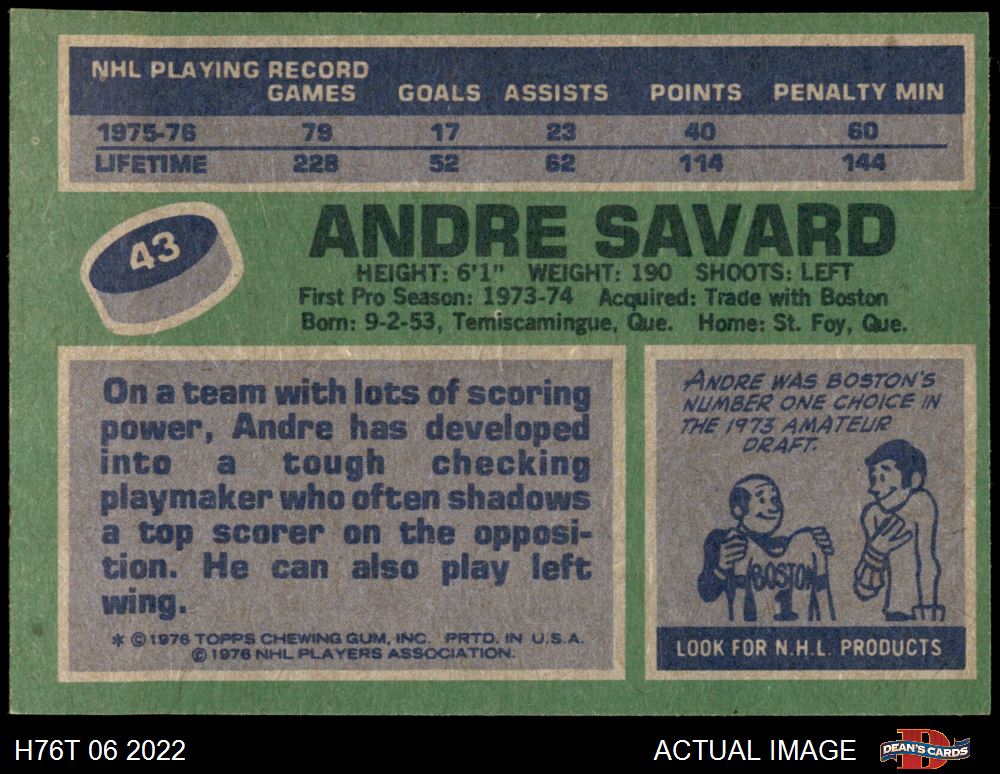 NHL PLAYING RECORD
GAMES GOALS ASSISTS POINTS PENALTY MIN
1975-76 79 17 23 40 60
LIFETIME 228 52 62 114 144
43
ANDRE SAVARD
HEIGHT: 6'1" WEIGHT: 190 SHOOTS: LEFT
First Pro Season: 1973-74 Acquired: Trade with Boston
Born: 9-2-53, Temiscamingue, Que. Home: St. Foy, Que.
On a team with lots of scoring
power, Andre has developed
into a tough checking
playmaker who often shadows
a top scorer on the opposi-
tion. He can also play left
wing.
* © 1976 TOPPS CHEWING GUM, INC. PRTD. IN U.S.A.
© 1976 NHL PLAYERS ASSOCIATION.
ANDRE WAS BOSTON'S
NUMBER ONE CHOICE IN
THE 1973 AMATEUR
DRAFT.
BOSTON
1
LOOK FOR N.H.L. PRODUCTS
H76T 06 2022 ACTUAL IMAGE
DEAN'S CARDS